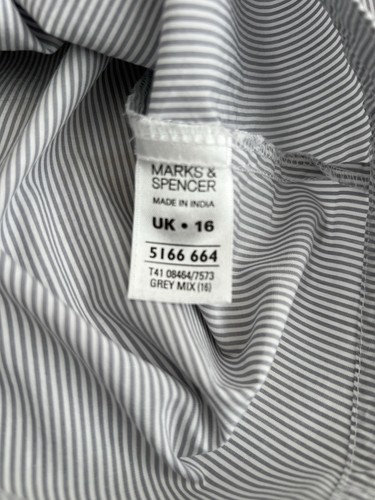 MARKS &
SPENCER
MADE IN INDIA
UK • 16
5166 664
T41 08464/7573
GREY MIX (16)